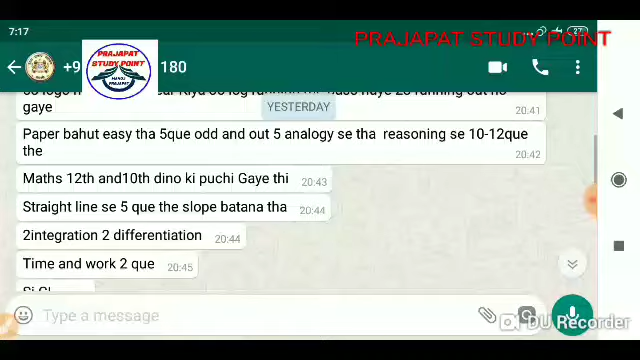 7:17
27
PRAJAPAT STUDY POINT
+9
PRAJAPAT
STUDY POINT
180
YESTERDAY
gaye 20:41
Paper bahut easy tha 5que odd and out 5 analogy se tha reasoning se 10-12que
the 20:42
Maths 12th and10th dino ki puchi Gaye thi 20:43
Straight line se 5 que the slope batana tha 20:44
2integration 2 differentiation 20:44
Time and work 2 que 20:45
Type a message
DU Recorder